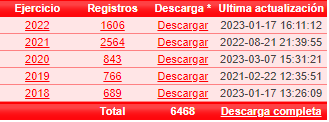 Ejercicio Registros Descarga * Ultima actualización
2022 1606 Descargar 2023-01-17 16:11:12
2021 2564 Descargar 2022-08-21 21:39:55
2020 843 Descargar 2023-03-07 15:31:21
2019 766 Descargar 2021-02-22 12:35:51
2018 689 Descargar 2023-01-17 13:26:09
Total 6468 Descarga completa